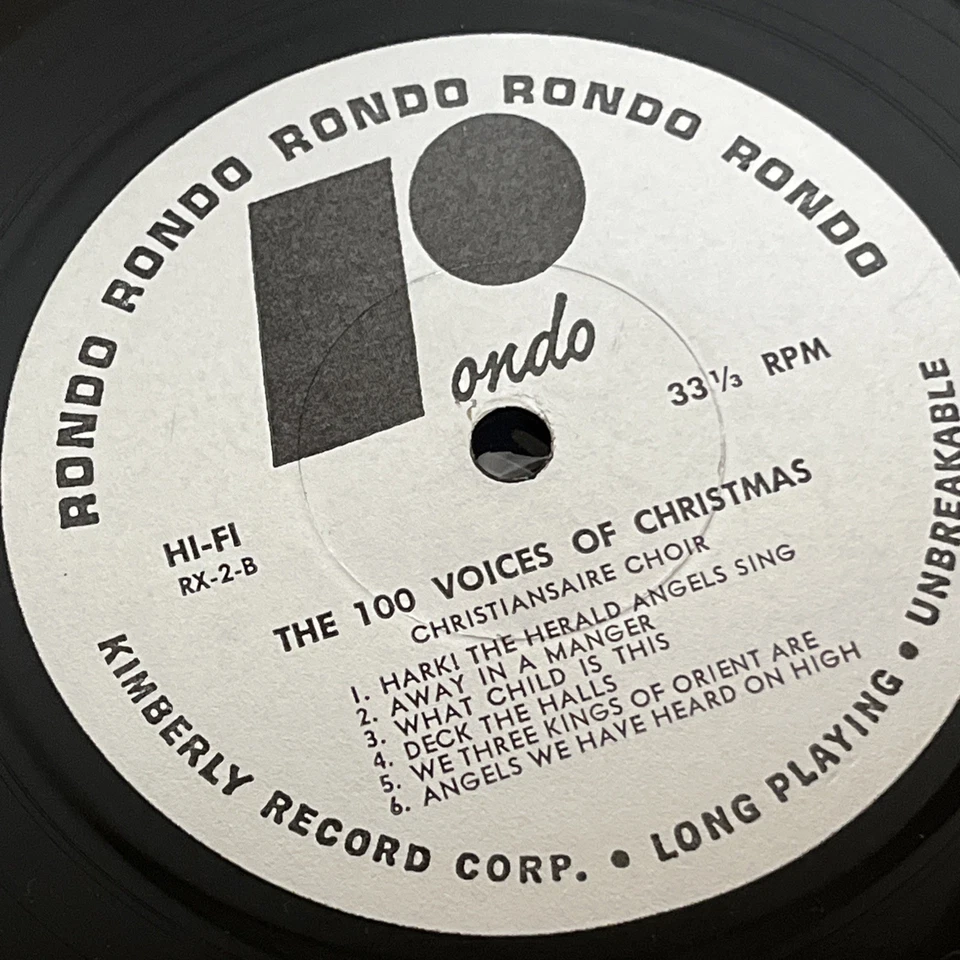 RONDO RONDO RONDO RONDO RONDO RONDO
ondo
33⅓ RPM
HI-FI
RX-2-B
THE 100 VOICES OF CHRISTMAS
CHRISTIANSAIRE CHOIR
1. HARK! THE HERALD ANGELS SING
2. AWAY IN A MANGER
3. WHAT CHILD IS THIS
4. DECK THE HALLS
5. WE THREE KINGS OF ORIENT ARE
6. ANGELS WE HAVE HEARD ON HIGH
KIMBERLY RECORD CORP. • LONG PLAYING • UNBREAKABLE